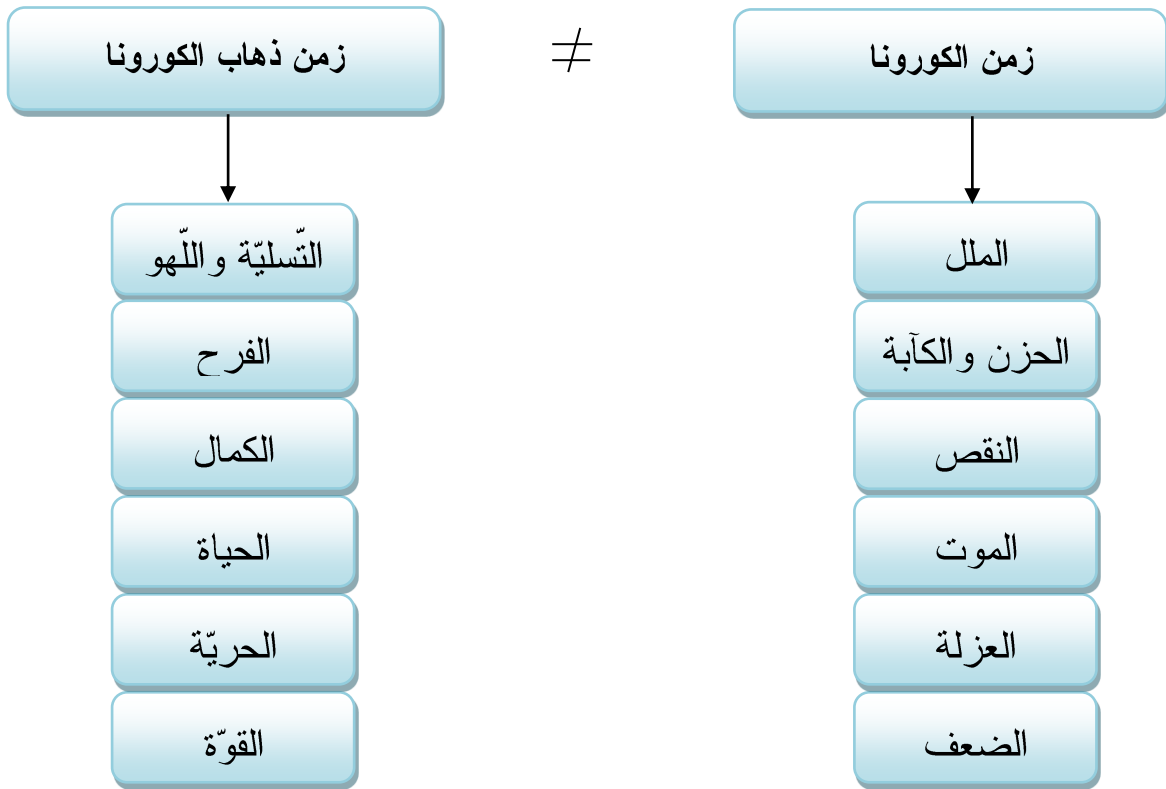 زمن الكورونا
≠
زمن ذهاب الكورونا
الملل
الحزن والكآبة
النقص
الموت
العزلة
الضعف
التّسليّة واللّهو
الفرح
الكمال
الحياة
الحريّة
القوّة